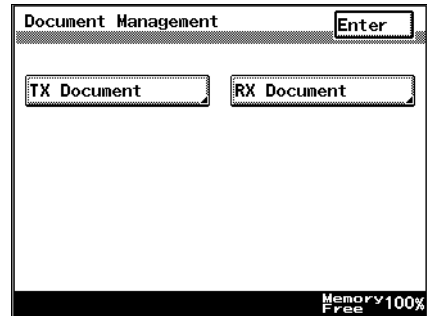 Document Management Enter
TX Document RX Document
Memory Free 100%